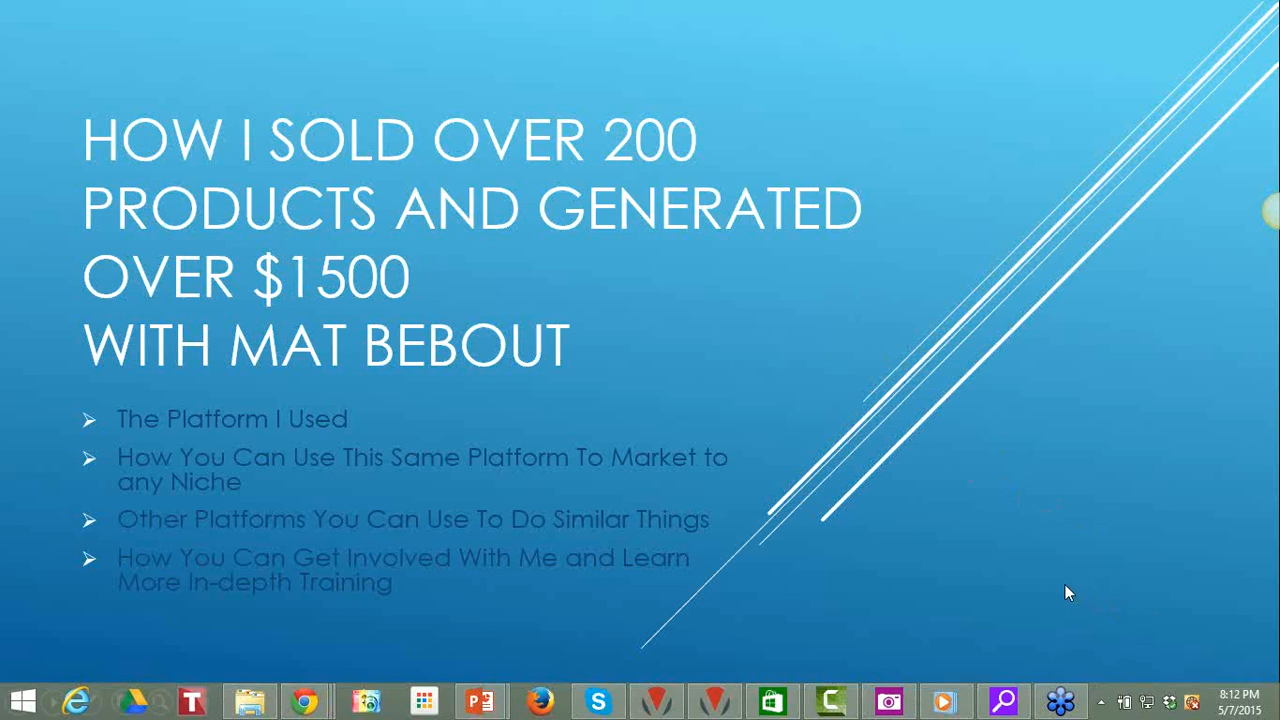 HOW I SOLD OVER 200
PRODUCTS AND GENERATED
OVER $1500
WITH MAT BEBOUT
The Platform I Used
How You Can Use This Same Platform To Market to
any Niche
Other Platforms You Can Use To Do Similar Things
How You Can Get Involved With Me and Learn
More In-depth Training
8:12 PM
5/7/2015